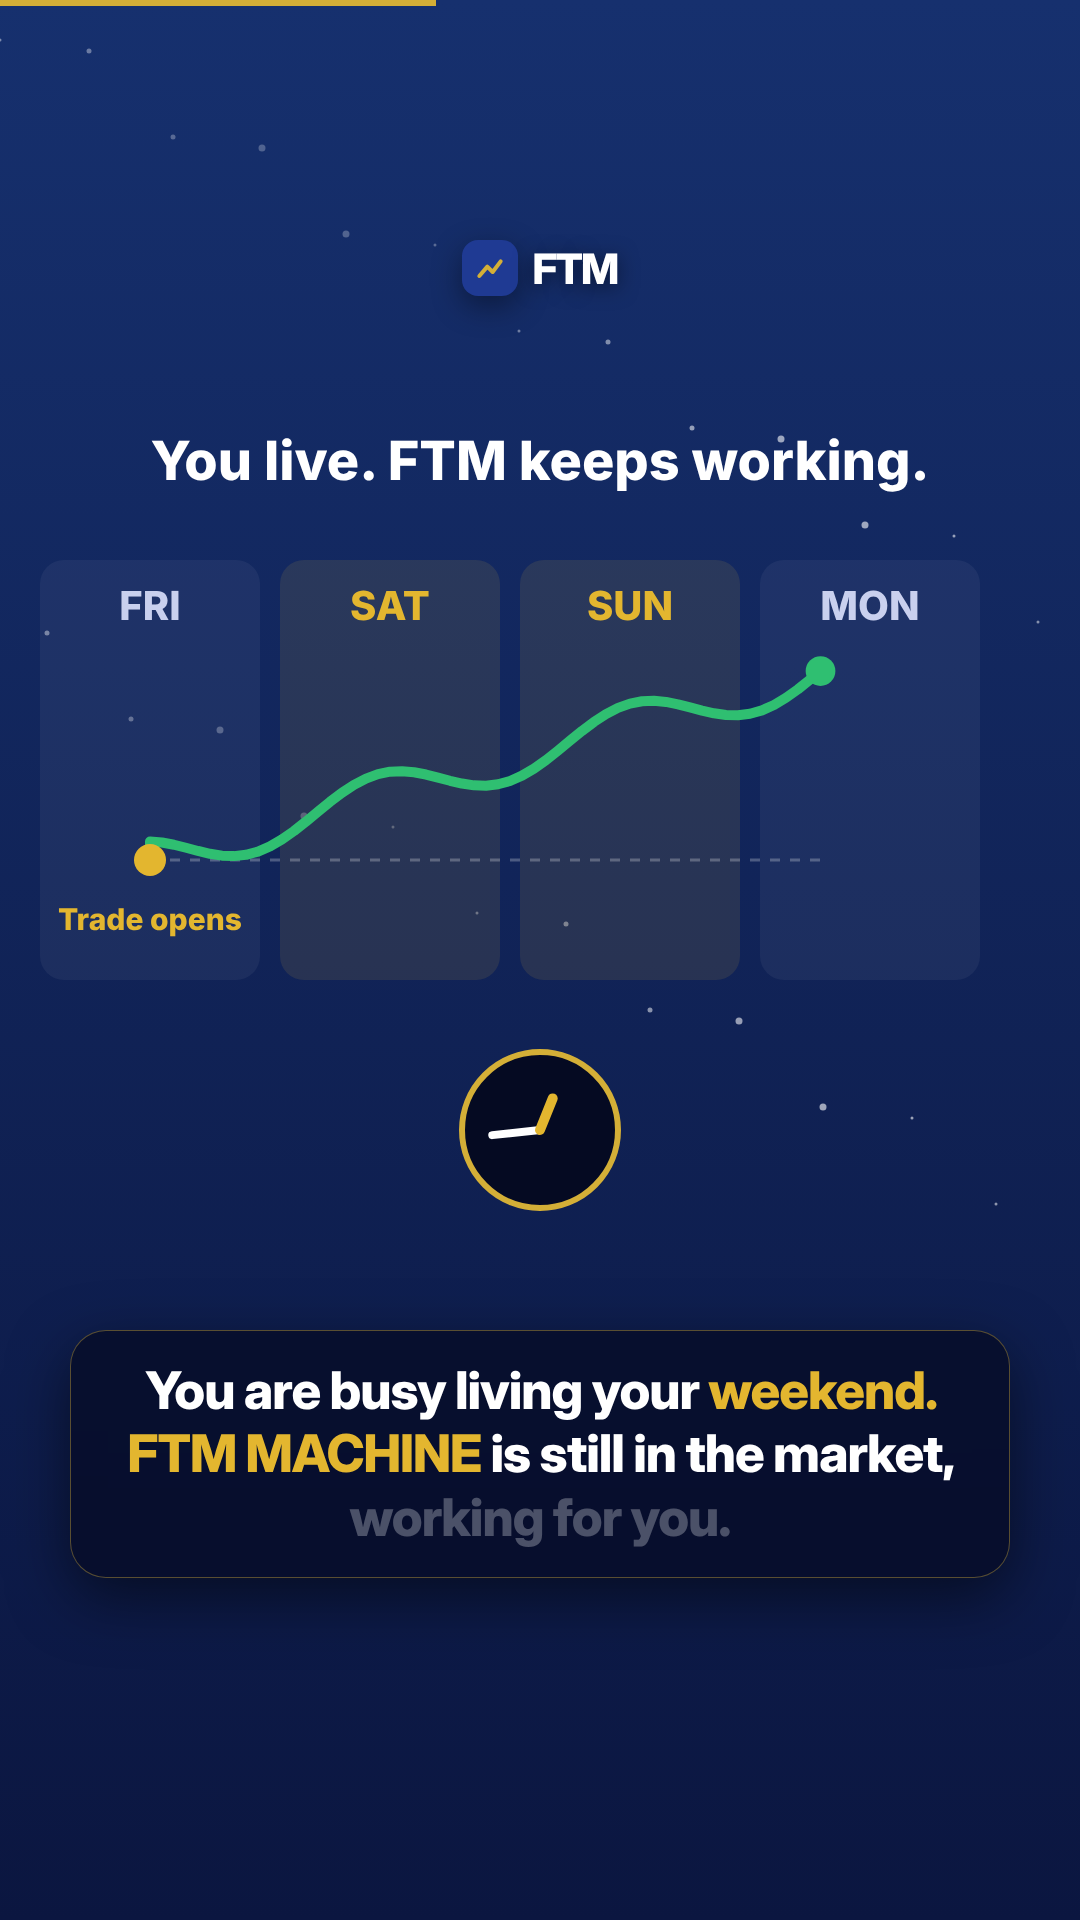 FTM
You live. FTM keeps working.
FRI SAT SUN MON
Trade opens
You are busy living your weekend.
FTM MACHINE is still in the market,
working for you.